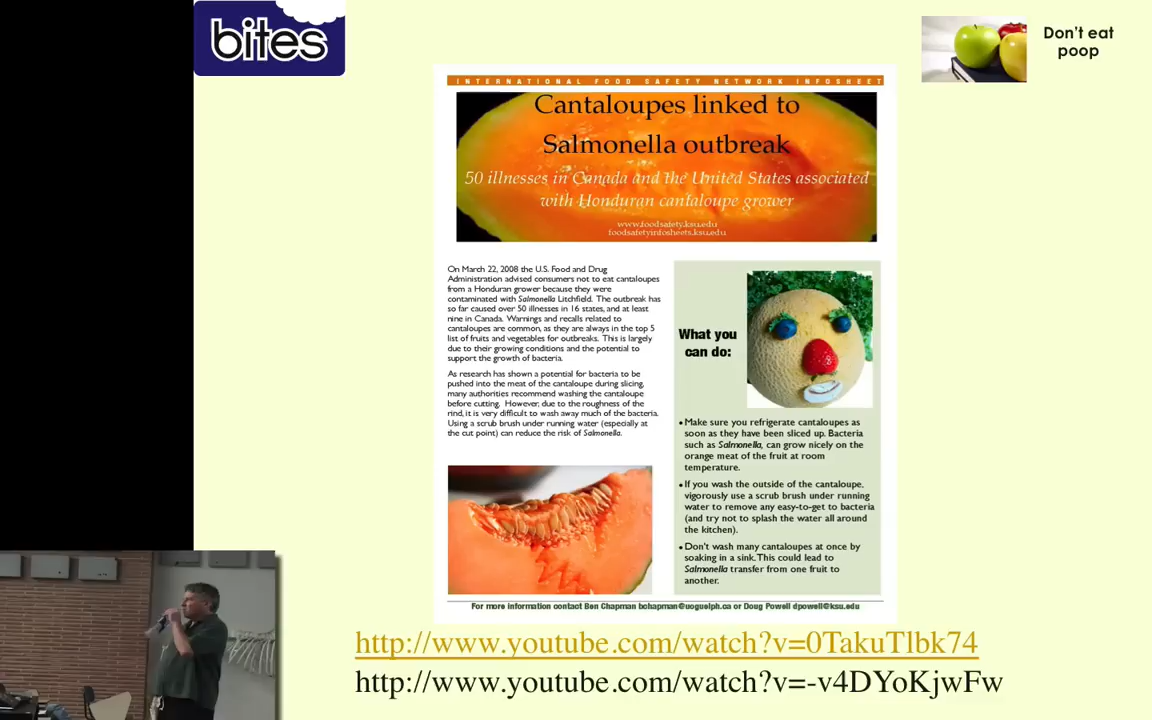 bites
Don't eat
poop
INTERNATIONAL FOOD SAFETY NETWORK INFOSHEET
Cantaloupes linked to
Salmonella outbreak
50 illnesses in Canada and the United States associated
with Honduran cantaloupe grower
www.foodsafety.ksu.edu
foodsafetyinfosheets.ksu.edu
On March 22, 2008 the U.S. Food and Drug
Administration advised consumers not to eat cantaloupes
from a Honduran grower because they were
contaminated with Salmonella Litchfield. The outbreak has
so far caused over 50 illnesses in 16 states, and at least
nine in Canada. Warnings and recalls related to
cantaloupes are common, as they are always in the top 5
list of fruits and vegetables for outbreaks. This is largely
due to their growing conditions and the potential to
support the growth of bacteria.
As research has shown a potential for bacteria to be
pushed into the meat of the cantaloupe during slicing,
many authorities recommend washing the cantaloupe
before cutting. However, due to the roughness of the
rind, it is very difficult to wash away much of the bacteria.
Using a scrub brush under running water (especially at
the cut point) can reduce the risk of Salmonella.
What you
can do:
• Make sure you refrigerate cantaloupes as
soon as they have been sliced up. Bacteria
such as Salmonella, can grow nicely on the
orange meat of the fruit at room
temperature.
• If you wash the outside of the cantaloupe,
vigorously use a scrub brush under running
water to remove any easy-to-get to bacteria
(and try not to splash the water all around
the kitchen).
• Don't wash many cantaloupes at once by
soaking in a sink. This could lead to
Salmonella transfer from one fruit to
another.
For more information contact Ben Chapman bchapman@uoguelph.ca or Doug Powell dpowell@ksu.edu
http://www.youtube.com/watch?v=0TakuTlbk74
http://www.youtube.com/watch?v=-v4DYoKjwFw